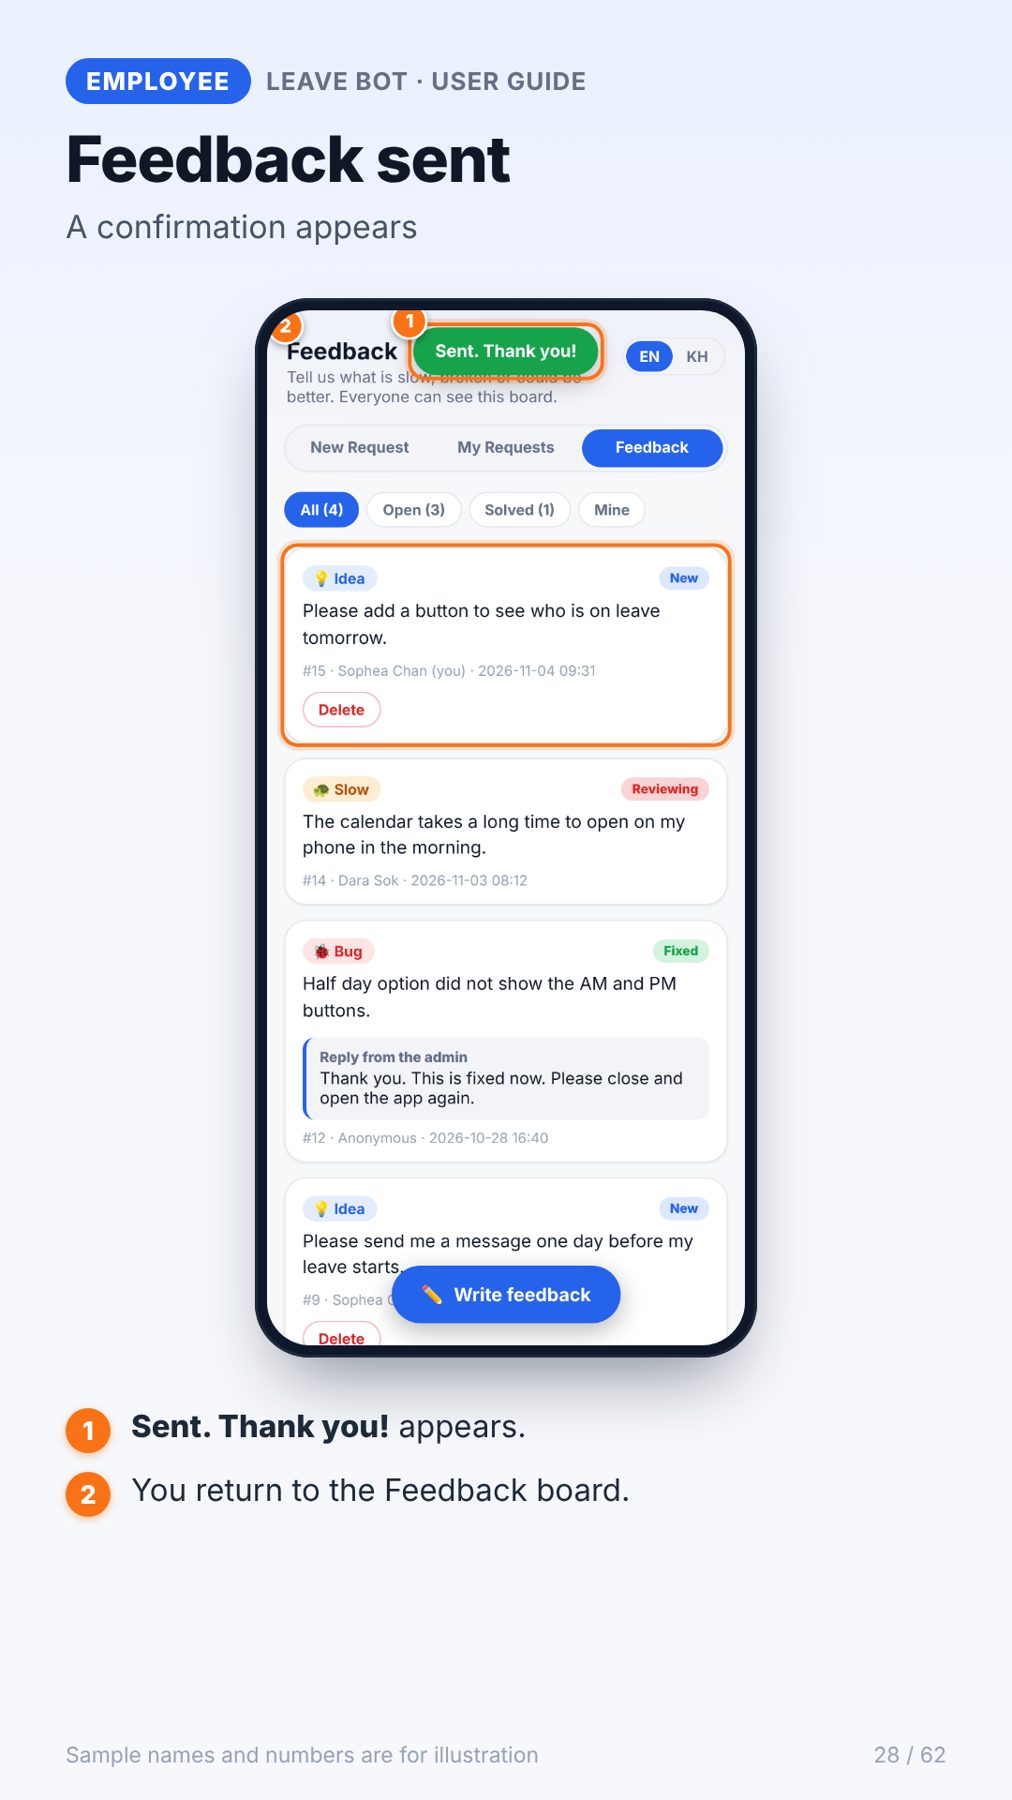 EMPLOYEE LEAVE BOT · USER GUIDE
Feedback sent
A confirmation appears
2
1
Feedback
Sent. Thank you!
EN KH
Tell us what is slow, broken or could be
better. Everyone can see this board.
New Request My Requests Feedback
All (4) Open (3) Solved (1) Mine
💡 Idea New
Please add a button to see who is on leave
tomorrow.
#15 · Sophea Chan (you) · 2026-11-04 09:31
Delete
🐢 Slow Reviewing
The calendar takes a long time to open on my
phone in the morning.
#14 · Dara Sok · 2026-11-03 08:12
🐞 Bug Fixed
Half day option did not show the AM and PM
buttons.
Reply from the admin
Thank you. This is fixed now. Please close and
open the app again.
#12 · Anonymous · 2026-10-28 16:40
💡 Idea New
Please send me a message one day before my
leave starts.
#9 · Sophea
✏️ Write feedback
Delete
1 Sent. Thank you! appears.
2 You return to the Feedback board.
Sample names and numbers are for illustration
28 / 62